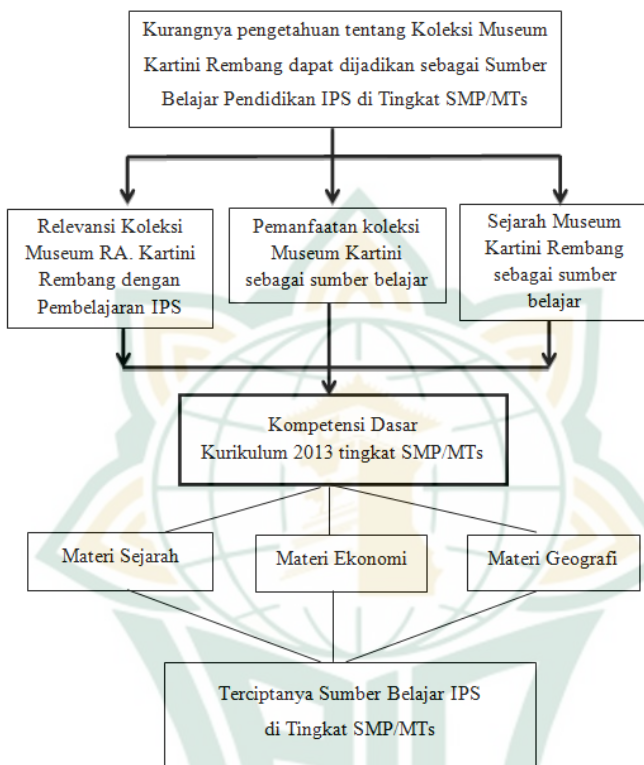 Kurangnya pengetahuan tentang Koleksi Museum
Kartini Rembang dapat dijadikan sebagai Sumber
Belajar Pendidikan IPS di Tingkat SMP/MTs
Relevansi Koleksi
Museum RA. Kartini
Rembang dengan
Pembelajaran IPS
Pemanfaatan koleksi
Museum Kartini
sebagai sumber belajar
Sejarah Museum
Kartini Rembang
sebagai sumber
belajar
Kompetensi Dasar
Kurikulum 2013 tingkat SMP/MTs
Materi Sejarah
Materi Ekonomi
Materi Geografi
Terciptanya Sumber Belajar IPS
di Tingkat SMP/MTs